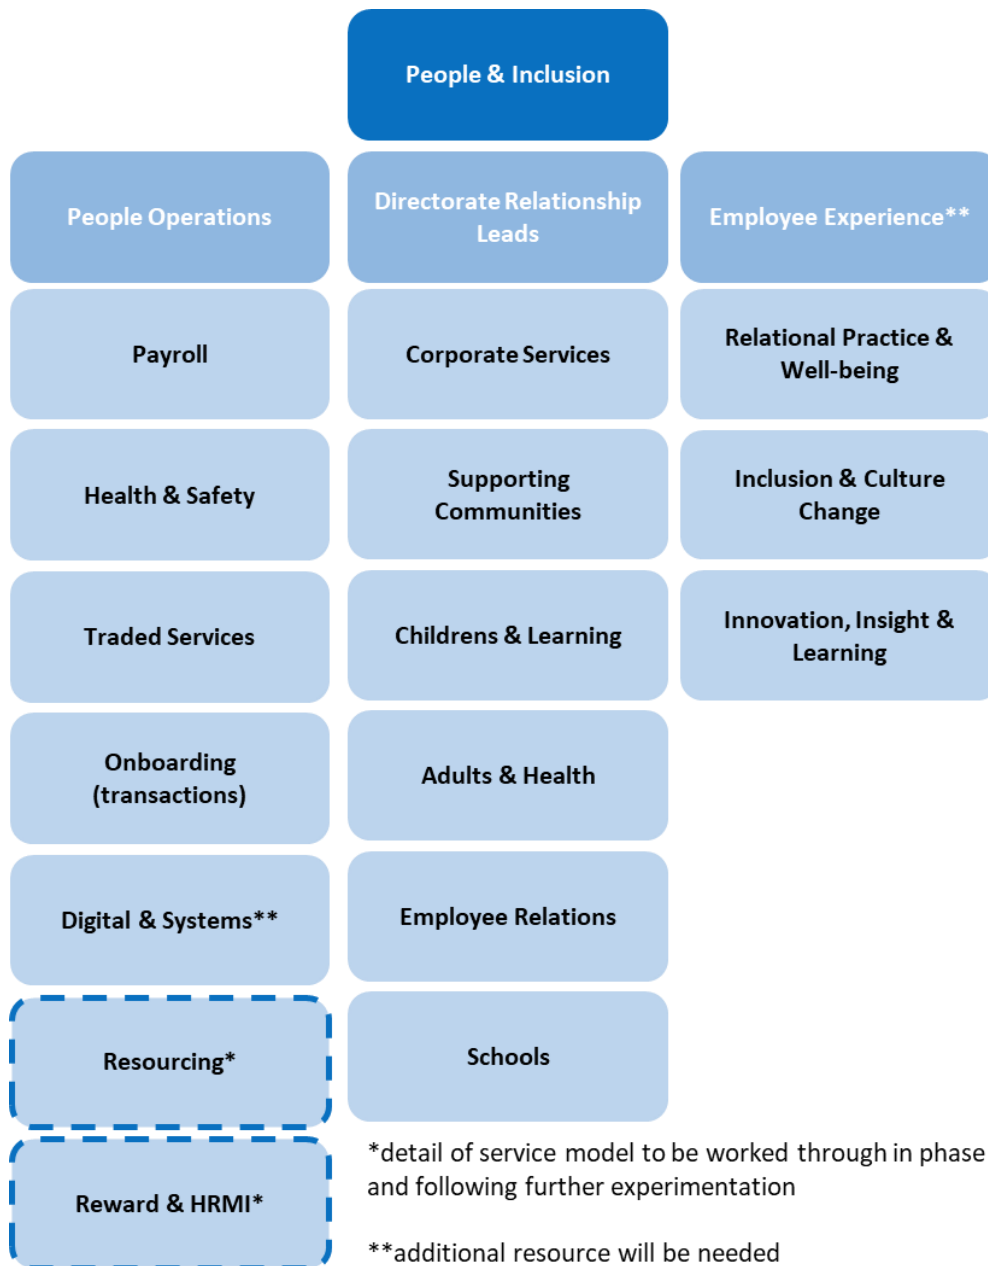 People & Inclusion
People Operations
Directorate Relationship
Leads
Employee Experience**
Payroll
Corporate Services
Relational Practice &
Well-being
Health & Safety
Supporting
Communities
Inclusion & Culture
Change
Traded Services
Childrens & Learning
Innovation, Insight &
Learning
Onboarding
(transactions)
Adults & Health
Digital & Systems**
Employee Relations
Resourcing*
Schools
Reward & HRMI*
*detail of service model to be worked through in phase
and following further experimentation
**additional resource will be needed